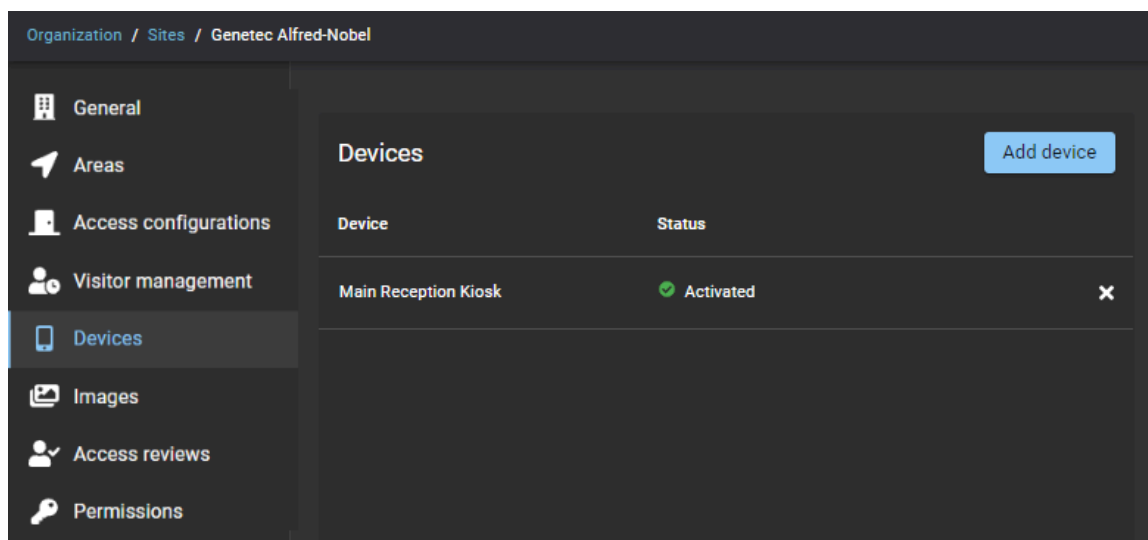 Organization / Sites / Genetec Alfred-Nobel
General
Areas
Access configurations
Visitor management
Devices
Images
Access reviews
Permissions
Devices
Add device
Device Status
Main Reception Kiosk Activated